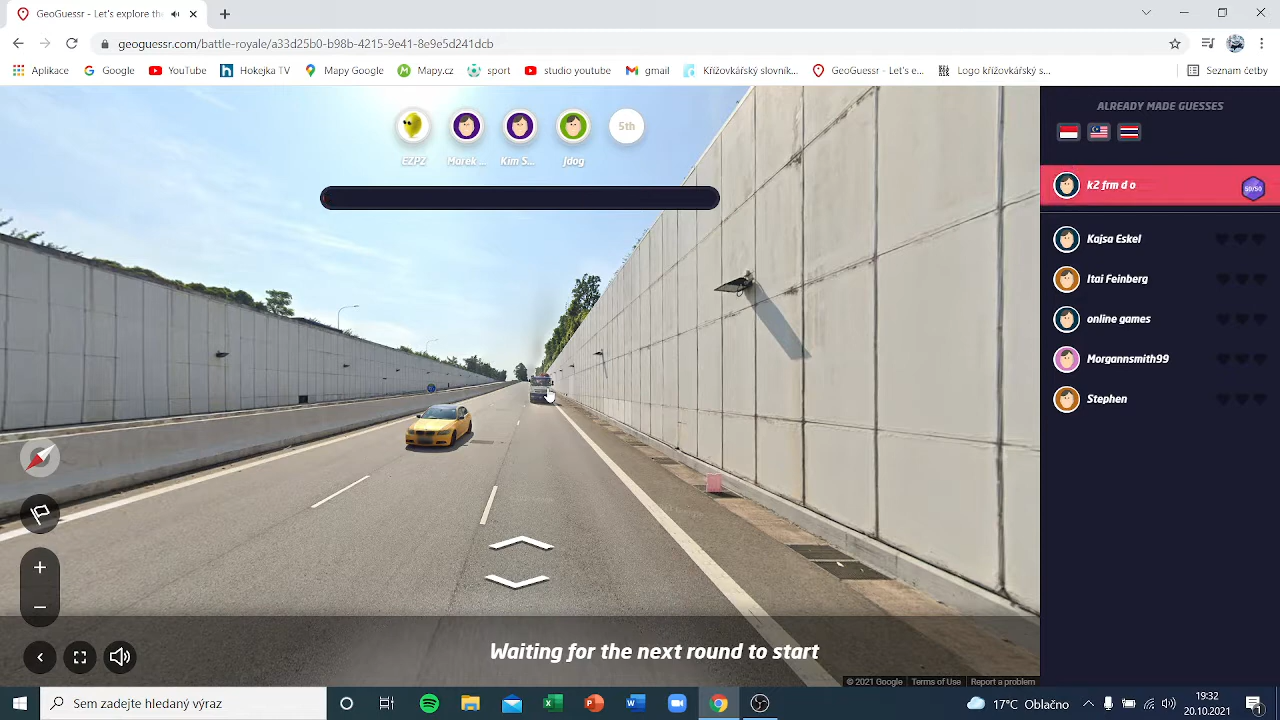 GeoGuessr - Let's explore the
geoguessr.com/battle-royale/a33d25b0-b98b-4215-9e41-8e9e5d241dcb
Aplikace
Google
YouTube
Hokejka TV
Mapy Google
Mapy.cz
sport
studio youtube
gmail
Křížovkářský slovník...
GeoGuessr - Let's e...
Logo křížovkářský s...
Seznam četby
5th
EZPZ
Marek ...
Kim S...
Jdog
ALREADY MADE GUESSES
k2 frm d o
50/50
Kajsa Eskel
Itai Feinberg
online games
Morgannsmith99
Stephen
Waiting for the next round to start
© 2021 Google
Terms of Use
Report a problem
Sem zadejte hledaný výraz
17°C Oblačno
19:32
20.10.2021